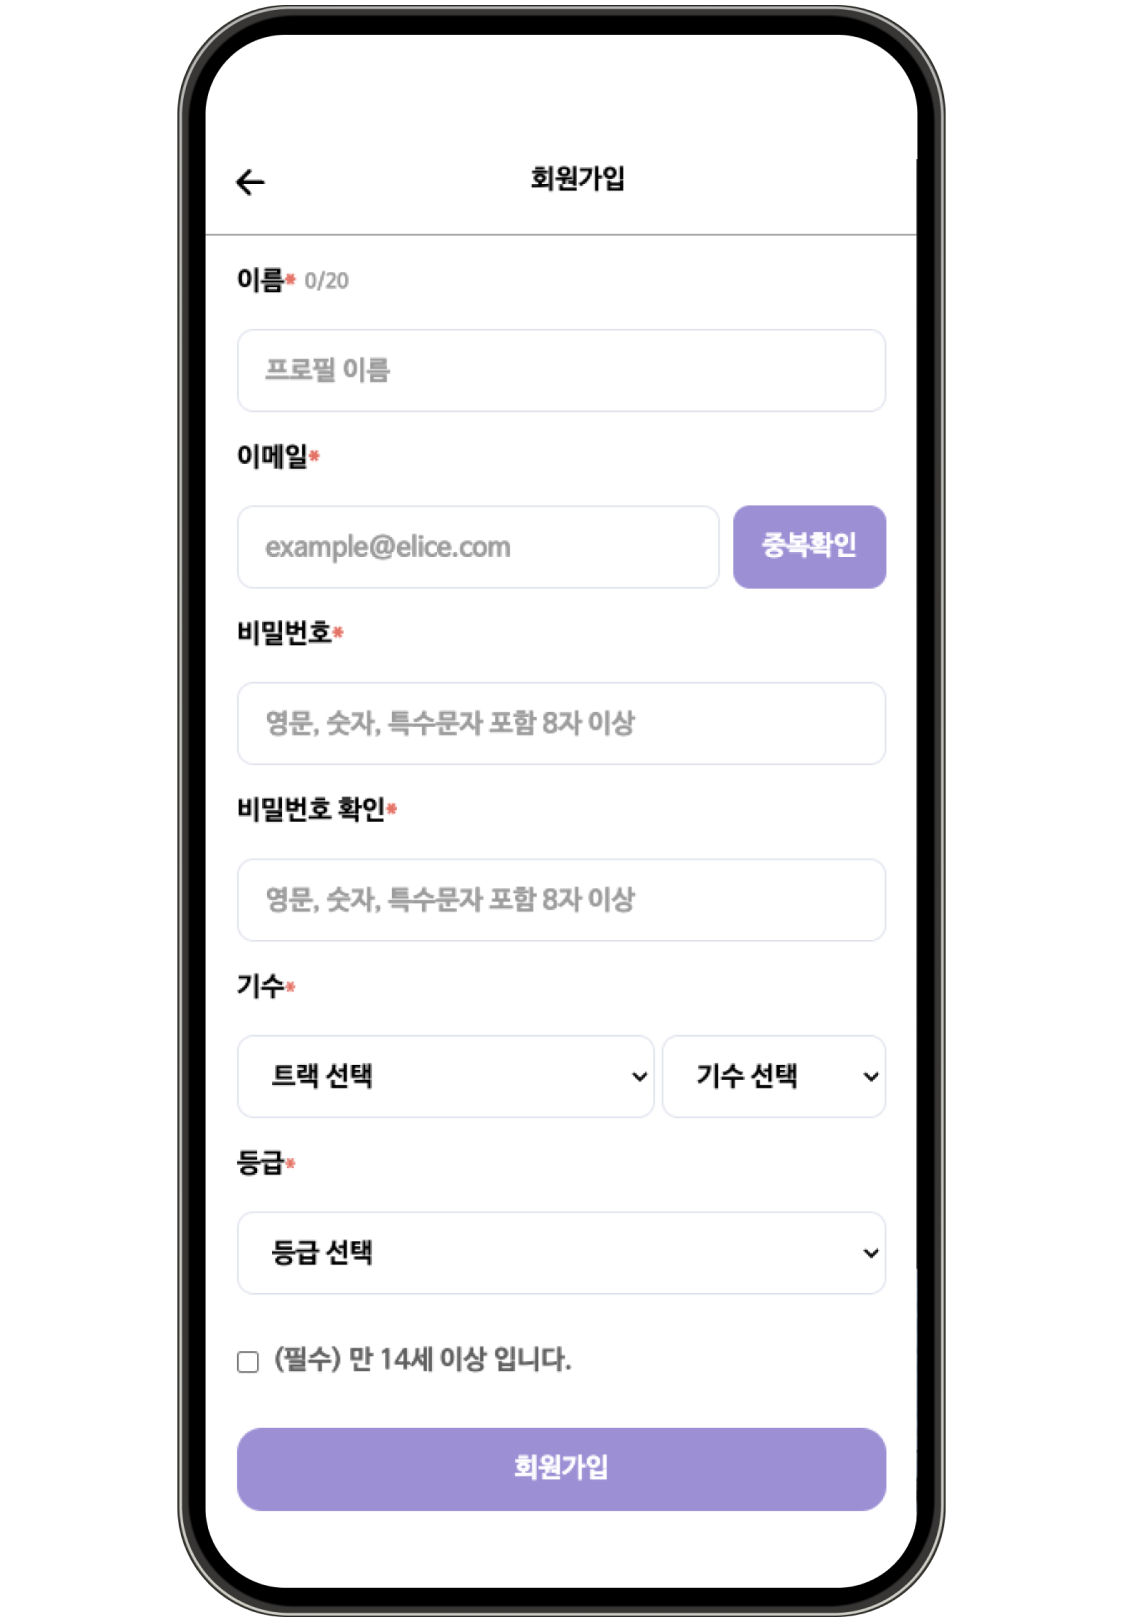 회원가입
이름* 0/20
프로필 이름
이메일*
example@elice.com 중복확인
비밀번호*
영문, 숫자, 특수문자 포함 8자 이상
비밀번호 확인*
영문, 숫자, 특수문자 포함 8자 이상
기수*
트랙 선택 기수 선택
등급*
등급 선택
(필수) 만 14세 이상 입니다.
회원가입